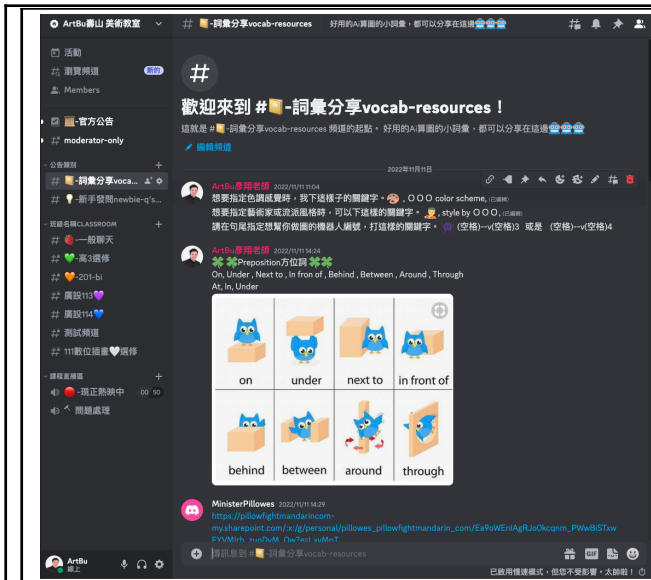 ArtBu壽山 美術教室
# 📒-詞彙分享vocab-resources 好用的Ai算圖的小詞彙，都可以分享在這邊🥶🥶🥶
活動
瀏覽頻道 新的
Members
-官方公告
moderator-only
公告類別
# 📒-詞彙分享voca...
# 💡-新手發問newbie-q's...
班級名稱CLASSROOM
-一般聊天
💚-高3選修
🧡-201-bi
廣設113💜
廣設114💙
測試頻道
111數位插畫🤍選修
課程直播區
🔴-現正熱映中 00 50
問題處理
#
歡迎來到 #📒-詞彙分享vocab-resources！
這就是 #📒-詞彙分享vocab-resources 頻道的起點。 好用的Ai算圖的小詞彙，都可以分享在這邊🥶🥶🥶
編輯頻道
2022年11月11日
ArtBu彥翔老師 2022/11/11 11:04
想要指定色調感覺時，我下這樣子的關鍵字。🎨 , O O O color scheme, (已編輯)
想要指定藝術家或流派風格時，可以下這樣的關鍵字。 , style by O O O, (已編輯)
請在句尾指定想幫你做圖的機器人編號，打這樣的關鍵字。 (空格)--v(空格)3 或是 (空格)--v(空格)4
ArtBu彥翔老師 2022/11/11 14:24
🍀 🍀Preposition方位詞 🍀🍀
On, Under , Next to , In fron of , Behind , Between , Around , Through
At, In, Under
on under next to in front of
behind between around through
MinisterPillowes 2022/11/11 14:29
https://pillowfightmandarincom-
my.sharepoint.com/:x:/g/personal/pillowes_pillowfightmandarin_com/Ea9oWEnlAgRJoOkcqnm_PWwBiSTxw
傳訊息到 #📒-詞彙分享vocab-resources
GIF
ArtBu
線上
已啟用慢速模式，但您不受影響。太帥啦！